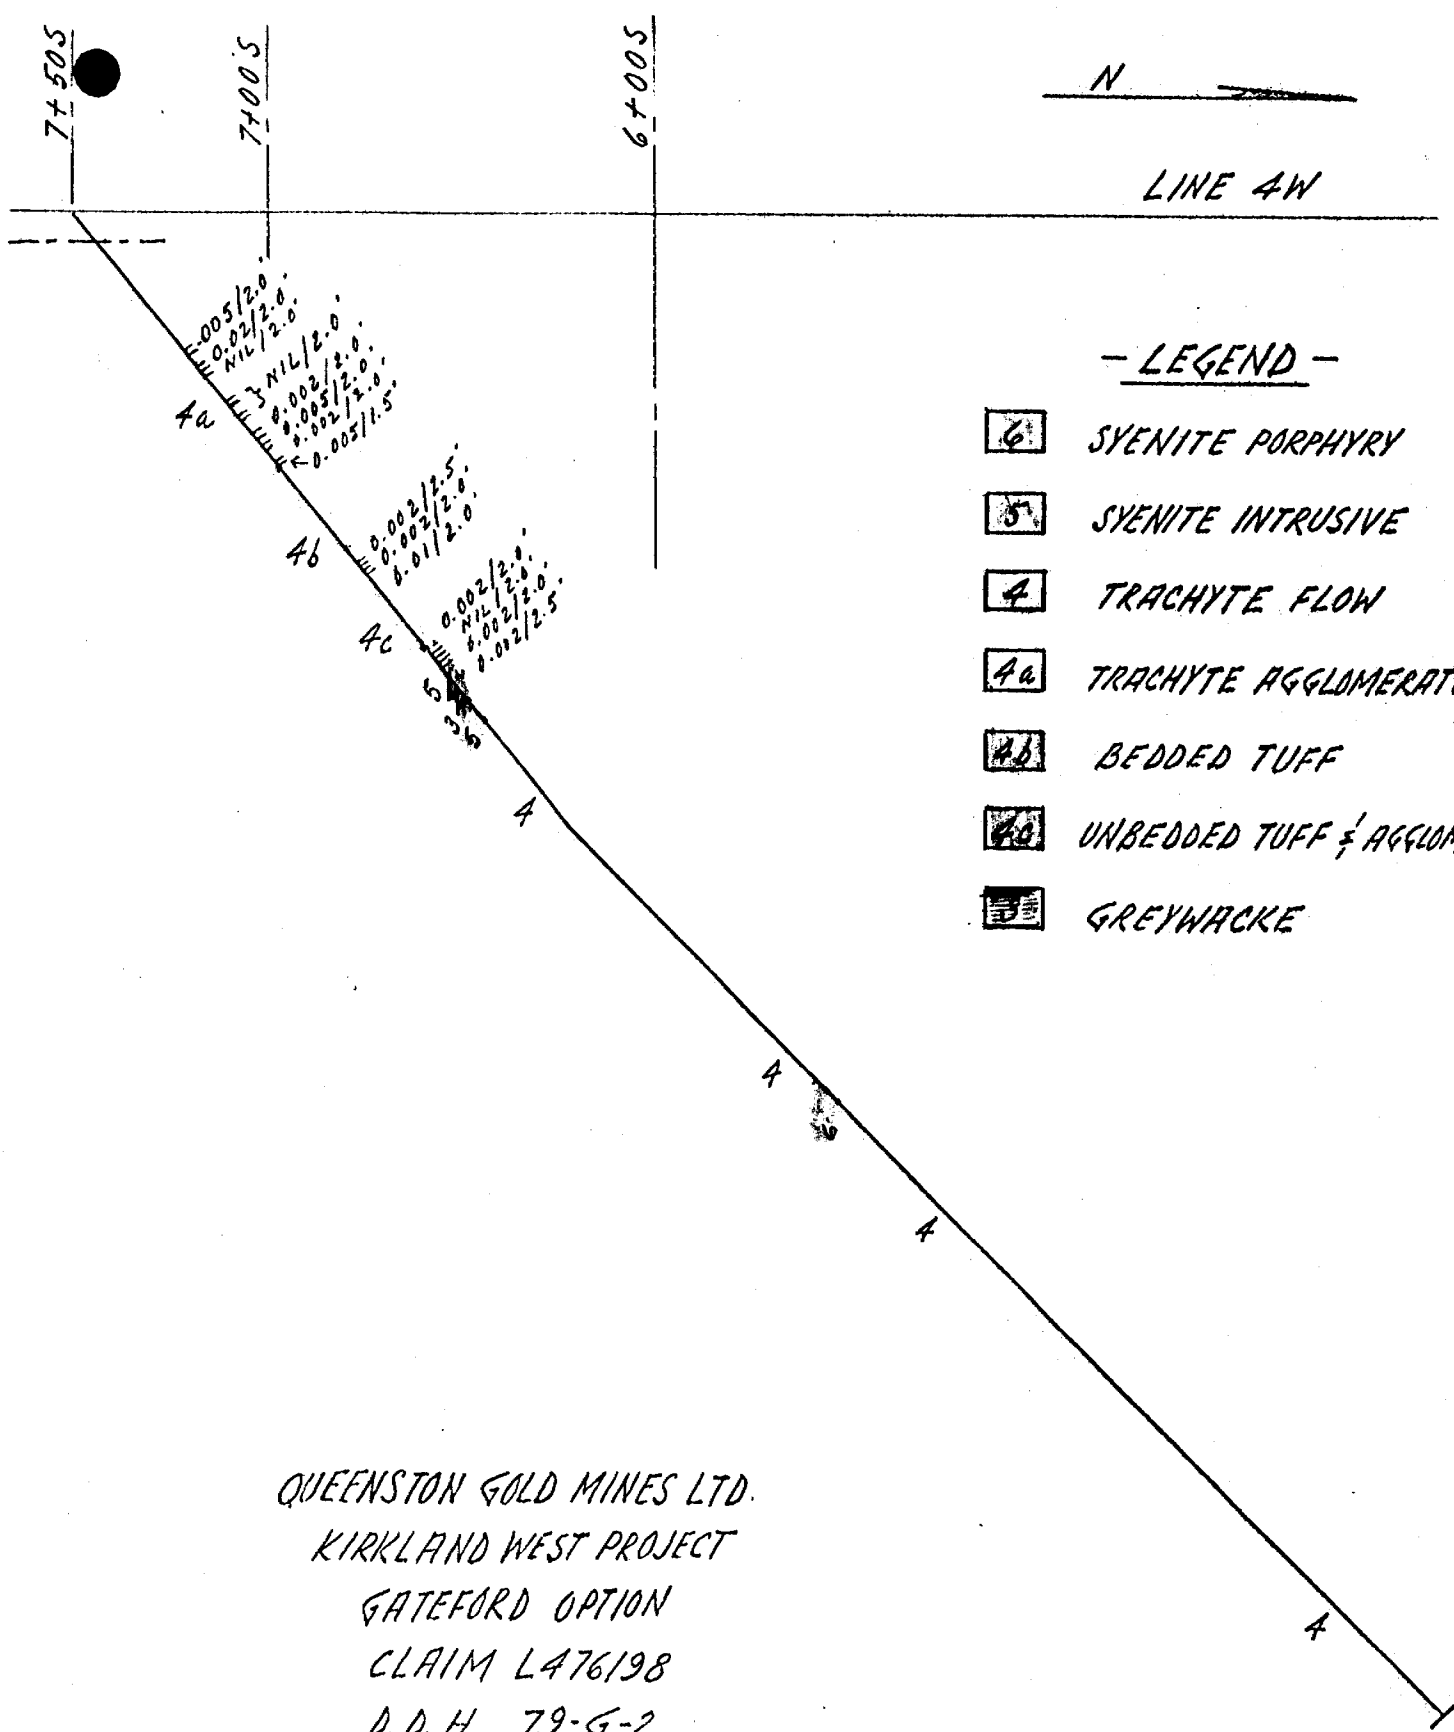 7+50S
7+00S
6+00S
N
LINE 4W
.005/2.0'
0.02/2.0'
NIL/2.0'
NIL/2.0'
0.002/2.0'
0.005/2.0'
0.002/2.0'
0.005/1.5'
4a
0.002/2.5'
0.002/2.0'
0.01/2.0'
4b
0.002/2.0'
NIL/2.0'
0.002/2.0'
0.002/2.5'
4c
5
3
5
4
4
6
4
4
- LEGEND -
6 SYENITE PORPHYRY
5 SYENITE INTRUSIVE
4 TRACHYTE FLOW
4a TRACHYTE AGGLOMERATE
4b BEDDED TUFF
4c UNBEDDED TUFF & AGGLOM
3 GREYWACKE
QUEENSTON GOLD MINES LTD.
KIRKLAND WEST PROJECT
GATEFORD OPTION
CLAIM L476198
D.D.H. 79-G-2